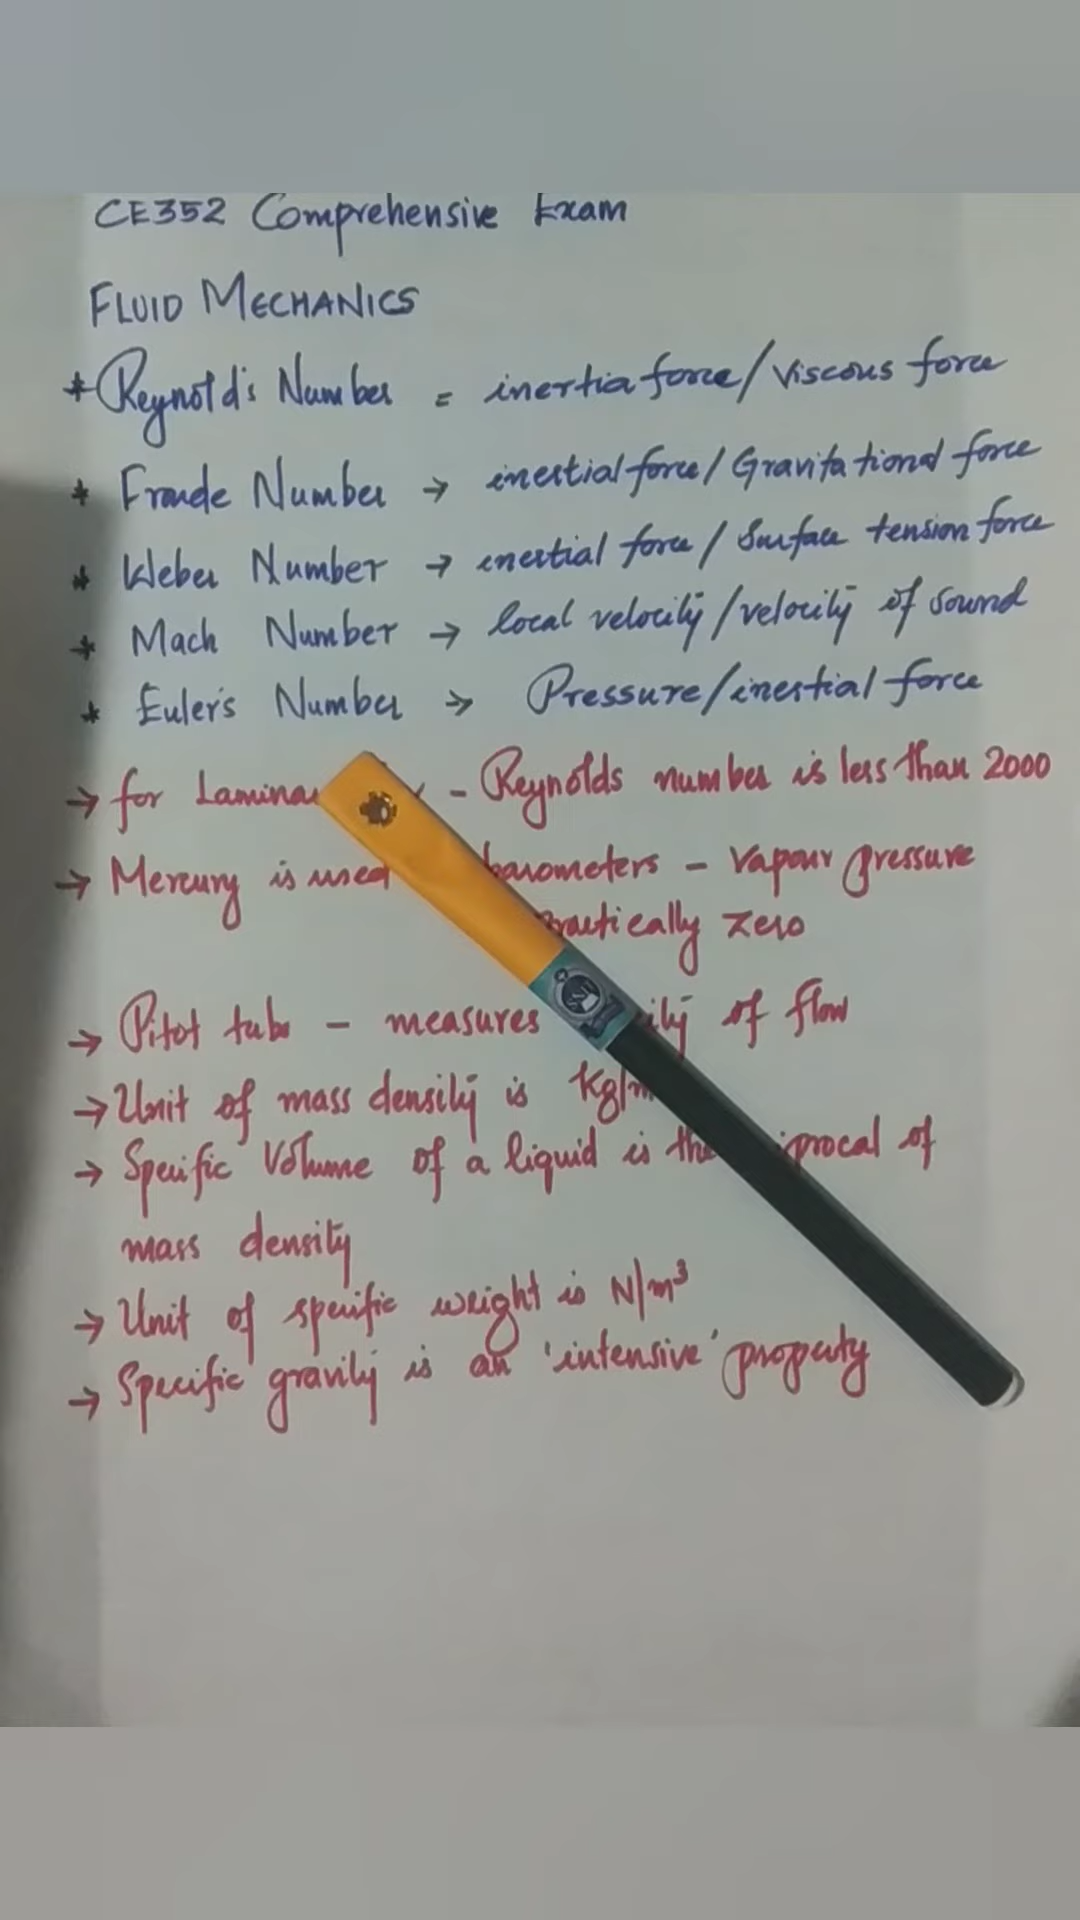 CE352 Comprehensive Exam
FLUID MECHANICS
* Reynold's Number = inertia force/Viscous force
* Froude Number → inertial force/Gravitational force
* Weber Number → inertial force/Surface tension force
* Mach Number → local velocity/velocity of sound
* Euler's Number → Pressure/inertial force
→ for - Reynolds number is less than 2000
→ Mercury is used barometers - Vapour pressure
Zero
→ Pitot tube - measures of flow
→ Unit of mass density is
→ Specific Volume of a liquid is of
mass density
→ Unit of specific weight is N/m³
→ Specific gravity is an 'intensive' property